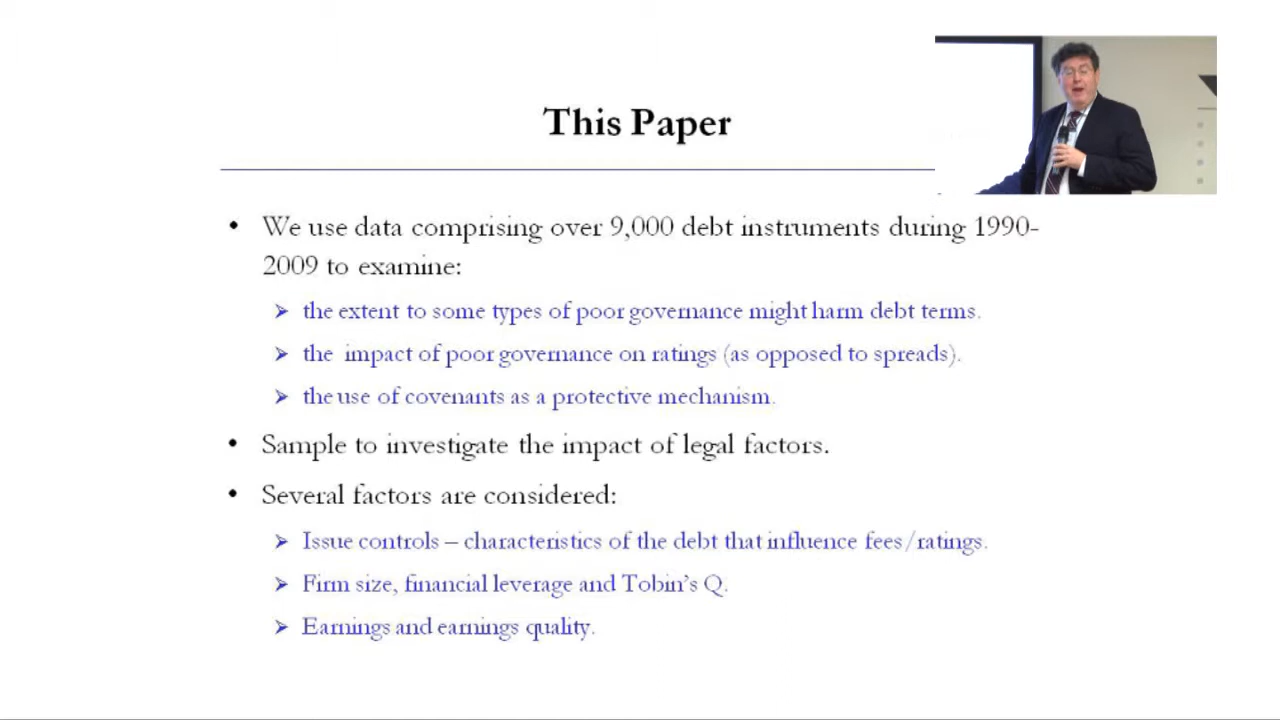 This Paper
• We use data comprising over 9,000 debt instruments during 1990-
2009 to examine:
➢ the extent to some types of poor governance might harm debt terms.
➢ the impact of poor governance on ratings (as opposed to spreads).
➢ the use of covenants as a protective mechanism.
• Sample to investigate the impact of legal factors.
• Several factors are considered:
➢ Issue controls – characteristics of the debt that influence fees/ratings.
➢ Firm size, financial leverage and Tobin's Q.
➢ Earnings and earnings quality.